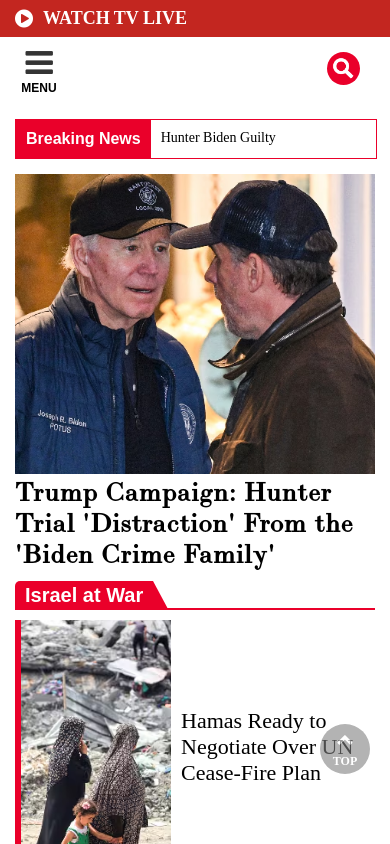 WATCH TV LIVE
MENU
Breaking News
Hunter Biden Guilty
NANTUCKET
Joseph R. Biden
POTUS
Trump Campaign: Hunter
Trial 'Distraction' From the
'Biden Crime Family'
Israel at War
Hamas Ready to
Negotiate Over UN
Cease-Fire Plan
TOP